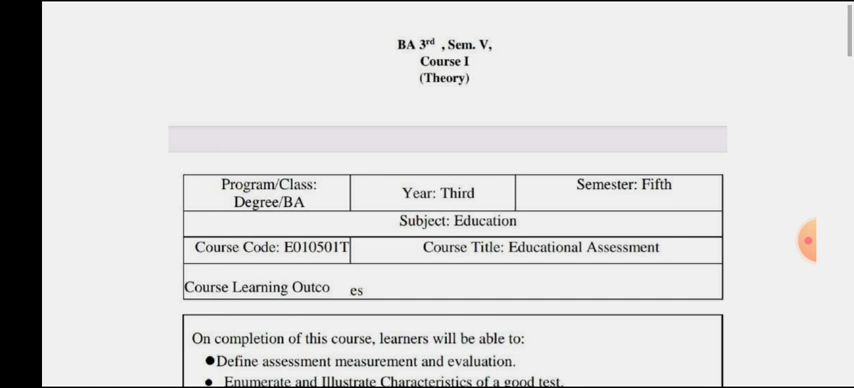 BA 3rd , Sem. V,
Course I
(Theory)
Program/Class:
Degree/BA
Year: Third
Semester: Fifth
Subject: Education
Course Code: E010501T
Course Title: Educational Assessment
Course Learning Outco es
On completion of this course, learners will be able to:
●Define assessment measurement and evaluation.
● Enumerate and Illustrate Characteristics of a good test.